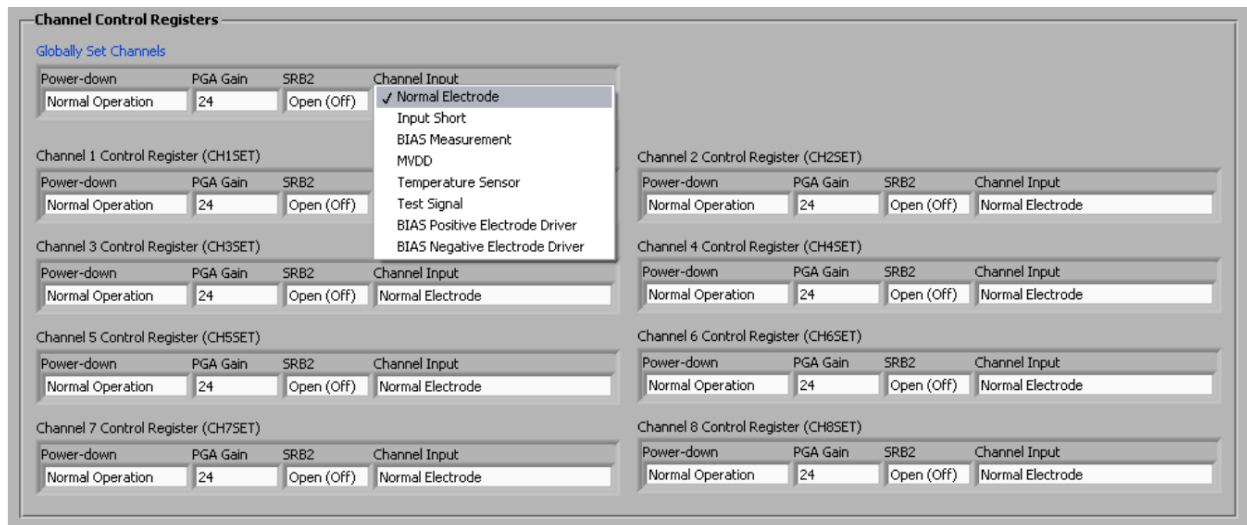 Channel Control Registers
Globally Set Channels
Power-down PGA Gain SRB2 Channel Input
Normal Operation 24 Open (Off)
✓ Normal Electrode
Input Short
BIAS Measurement
MVDD
Temperature Sensor
Test Signal
BIAS Positive Electrode Driver
BIAS Negative Electrode Driver
Channel 1 Control Register (CH1SET)
Power-down PGA Gain SRB2
Normal Operation 24 Open (Off)
Channel 2 Control Register (CH2SET)
Power-down PGA Gain SRB2 Channel Input
Normal Operation 24 Open (Off) Normal Electrode
Channel 3 Control Register (CH3SET)
Power-down PGA Gain SRB2 Channel Input
Normal Operation 24 Open (Off) Normal Electrode
Channel 4 Control Register (CH4SET)
Power-down PGA Gain SRB2 Channel Input
Normal Operation 24 Open (Off) Normal Electrode
Channel 5 Control Register (CH5SET)
Power-down PGA Gain SRB2 Channel Input
Normal Operation 24 Open (Off) Normal Electrode
Channel 6 Control Register (CH6SET)
Power-down PGA Gain SRB2 Channel Input
Normal Operation 24 Open (Off) Normal Electrode
Channel 7 Control Register (CH7SET)
Power-down PGA Gain SRB2 Channel Input
Normal Operation 24 Open (Off) Normal Electrode
Channel 8 Control Register (CH8SET)
Power-down PGA Gain SRB2 Channel Input
Normal Operation 24 Open (Off) Normal Electrode